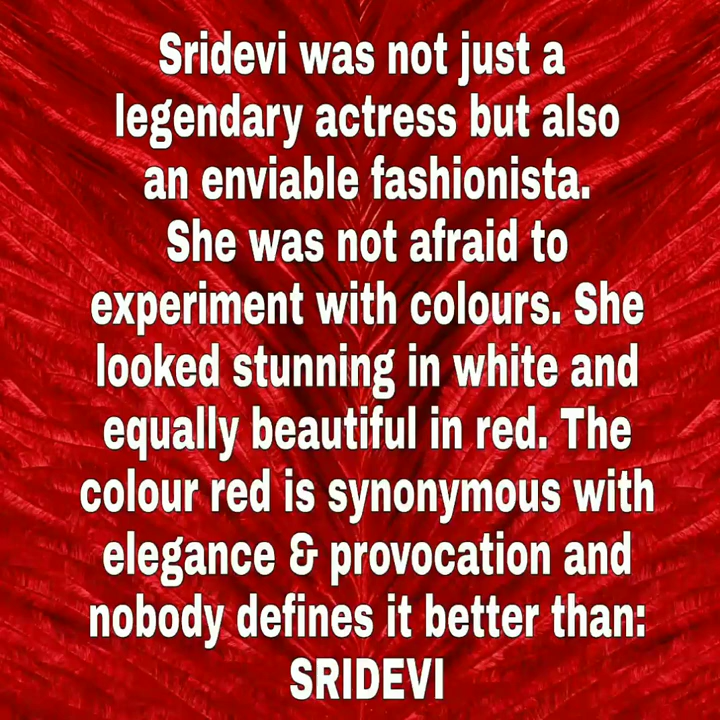 Sridevi was not just a
legendary actress but also
an enviable fashionista.
She was not afraid to
experiment with colours. She
looked stunning in white and
equally beautiful in red. The
colour red is synonymous with
elegance & provocation and
nobody defines it better than:
SRIDEVI